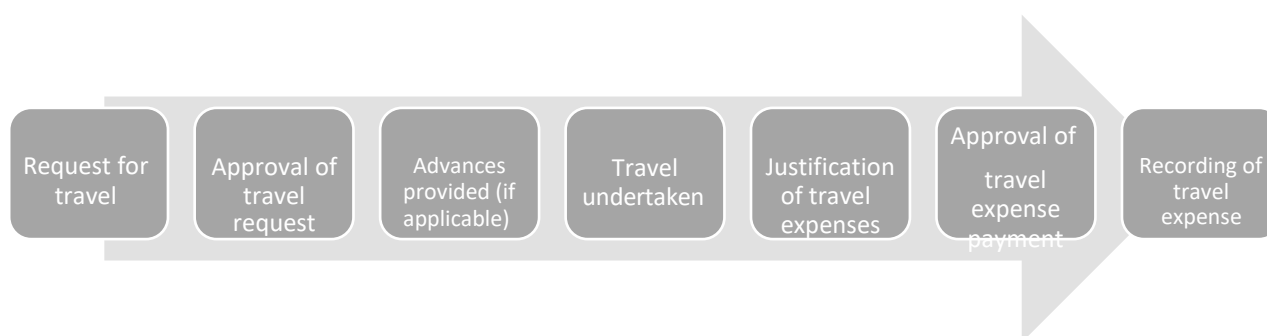 Request for
travel
Approval of
travel
request
Advances
provided (if
applicable)
Travel
undertaken
Justification
of travel
expenses
Approval of
travel
expense
payment
Recording of
travel
expense